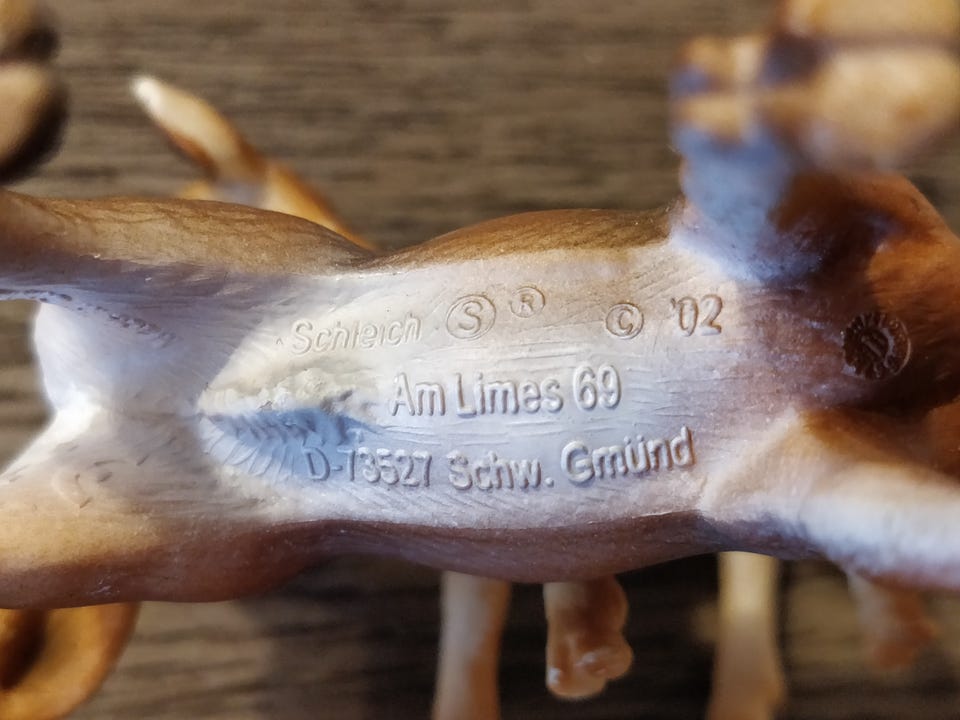 Schleich Ⓢ ® © '02
Am Limes 69
D-73527 Schw. Gmünd